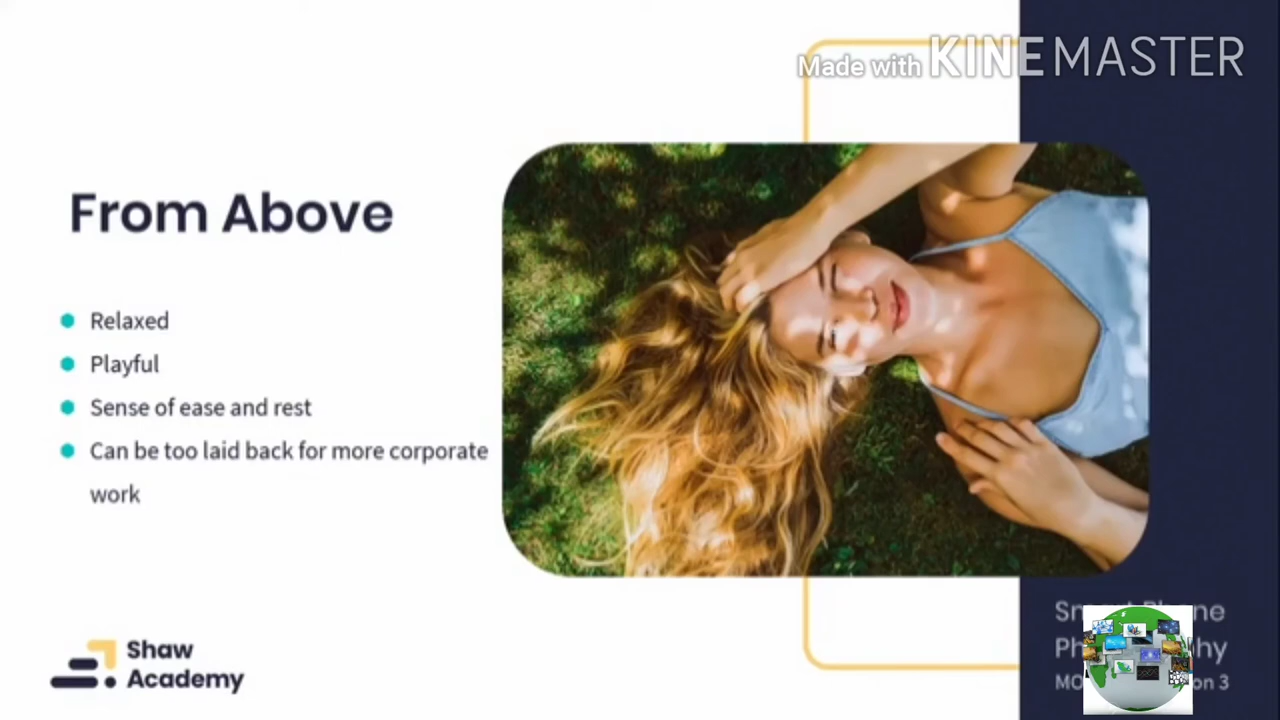 Made with KINEMASTER
From Above
Relaxed
Playful
Sense of ease and rest
Can be too laid back for more corporate
work
Shaw
Academy